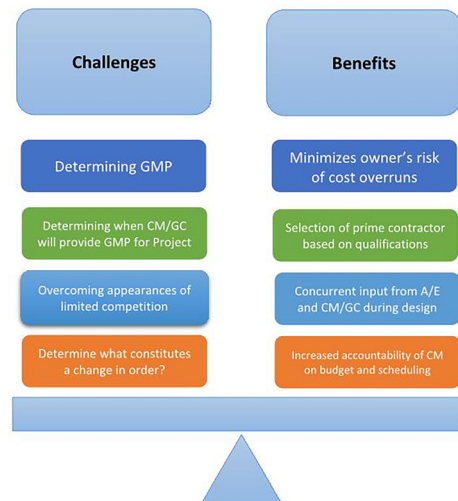 Challenges
Benefits
Determining GMP
Minimizes owner's risk
of cost overruns
Determining when CM/GC
will provide GMP for Project
Selection of prime contractor
based on qualifications
Overcoming appearances of
limited competition
Concurrent input from A/E
and CM/GC during design
Determine what constitutes
a change in order?
Increased accountability of CM
on budget and scheduling